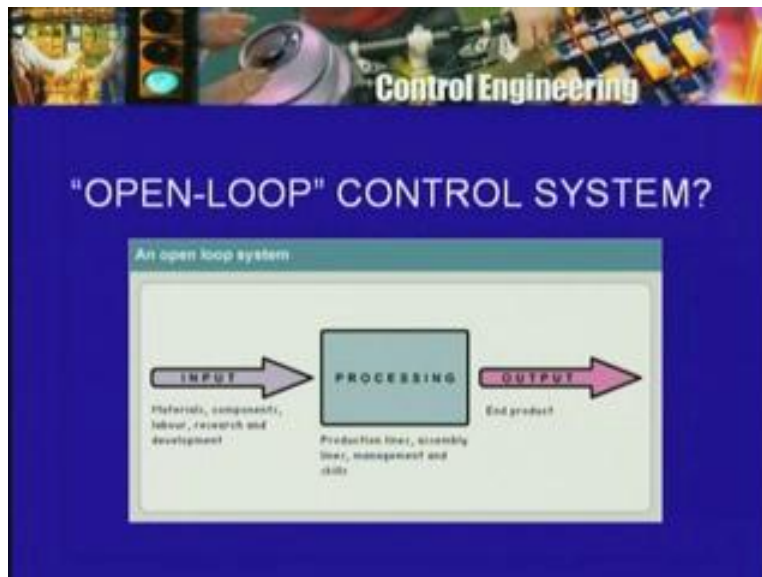 Control Engineering
"OPEN-LOOP" CONTROL SYSTEM?
An open loop system
INPUT
PROCESSING
OUTPUT
Materials, components,
labour, research and
development
Production lines, assembly
lines, management and
skills
End product